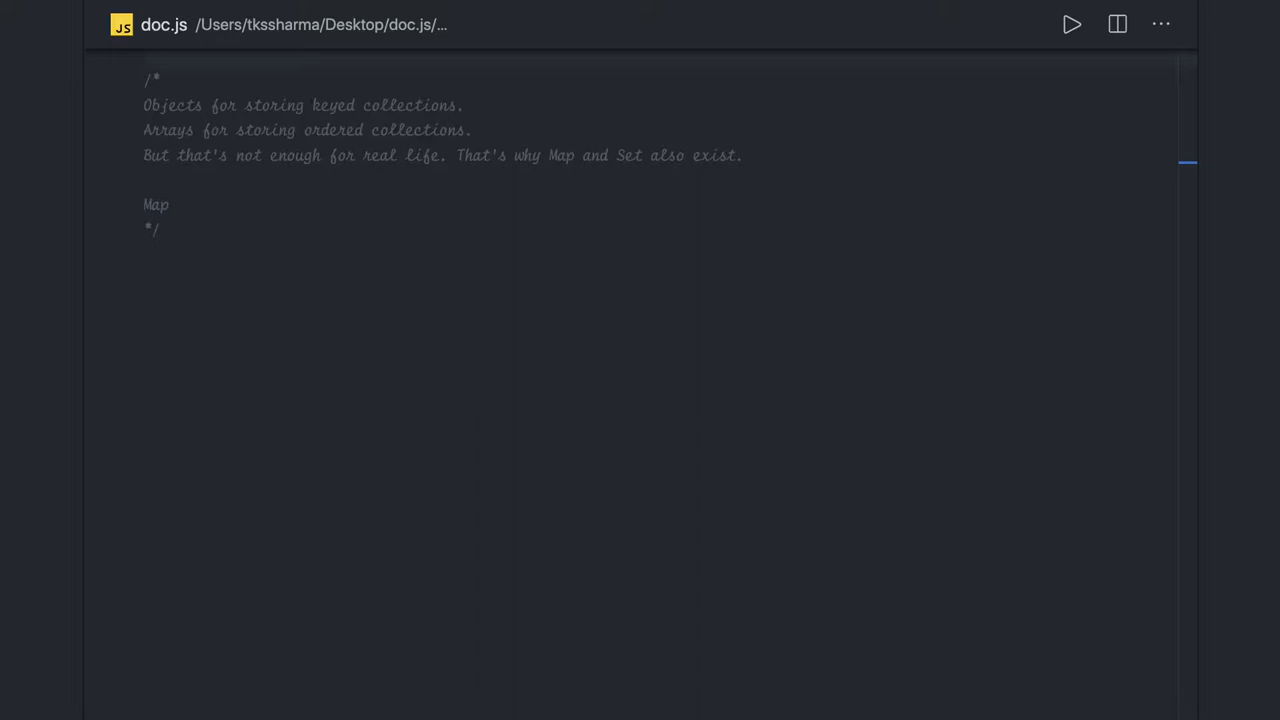 JS doc.js /Users/tkssharma/Desktop/doc.js/...
/*
Objects for storing keyed collections.
Arrays for storing ordered collections.
But that's not enough for real life. That's why Map and Set also exist.
Map
*/